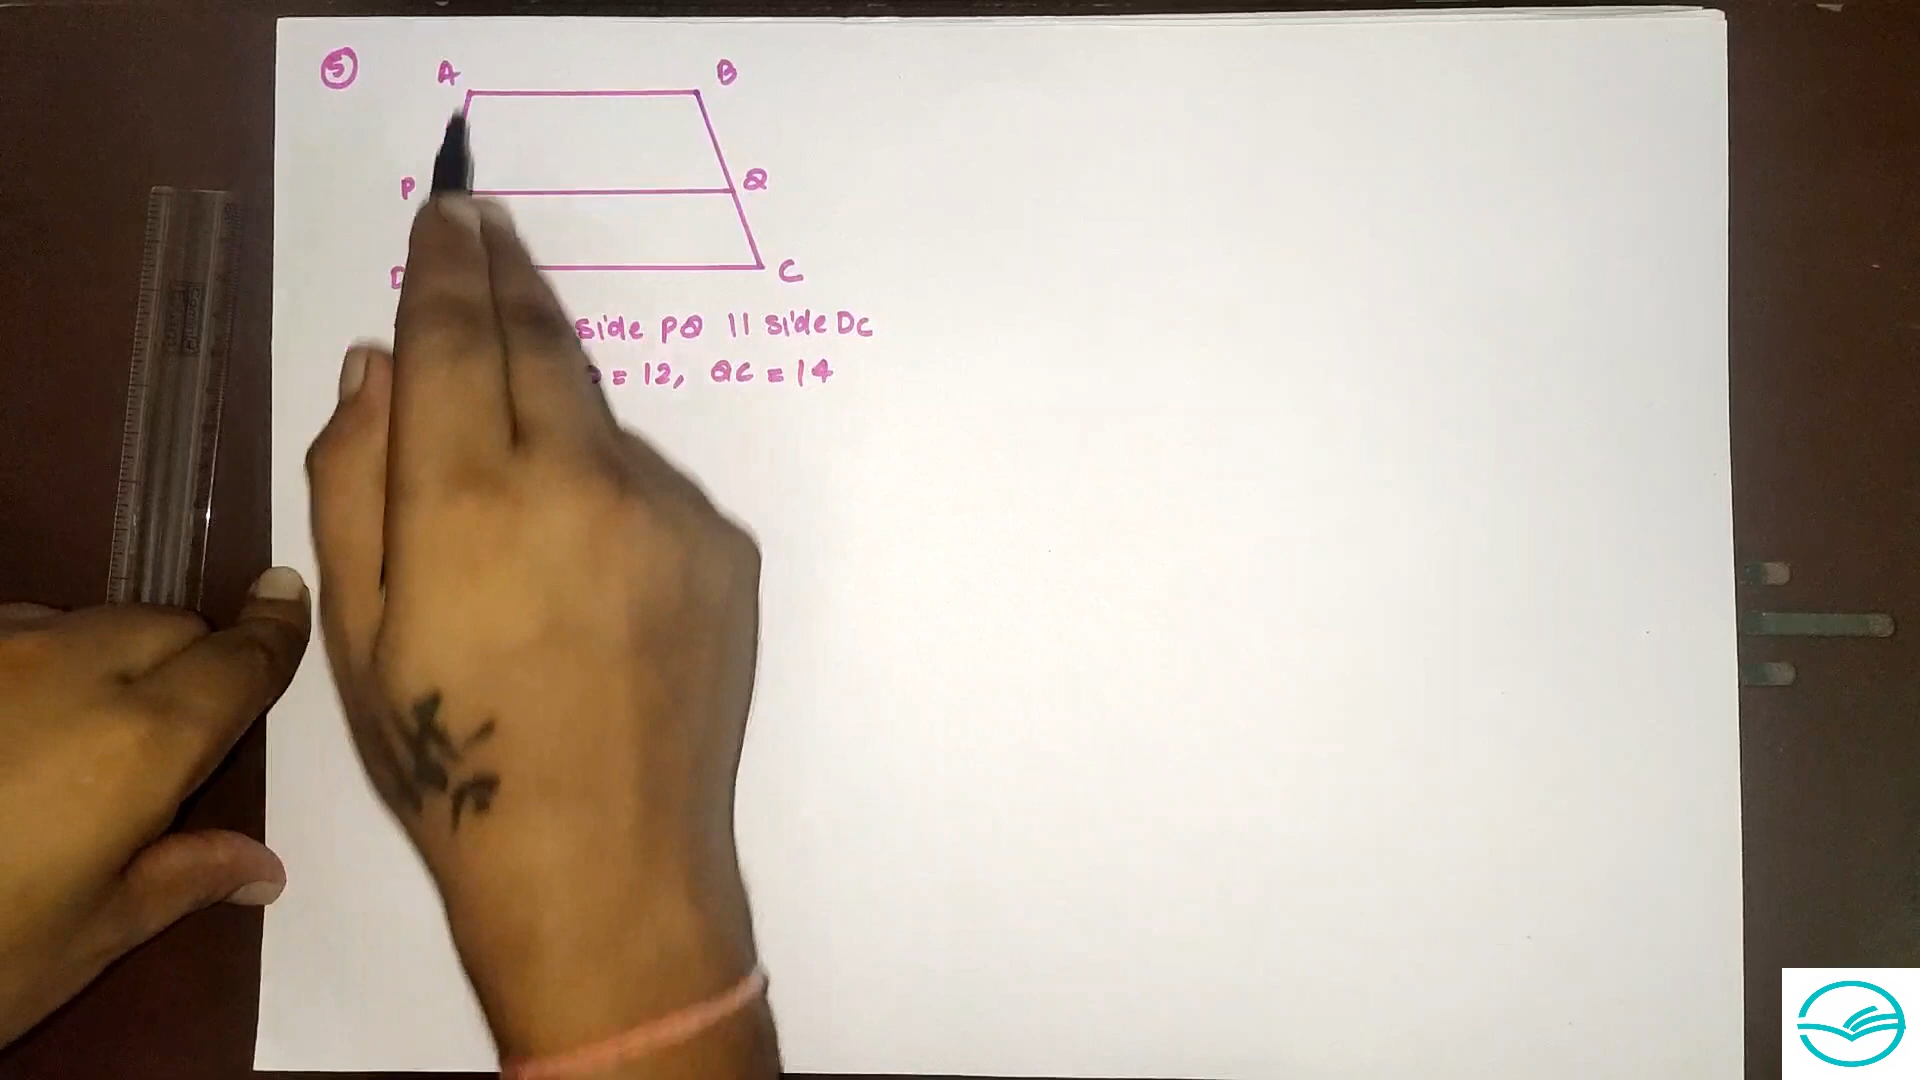 5
A B
P Q
D C
side PQ || side DC
= 12, QC = 14